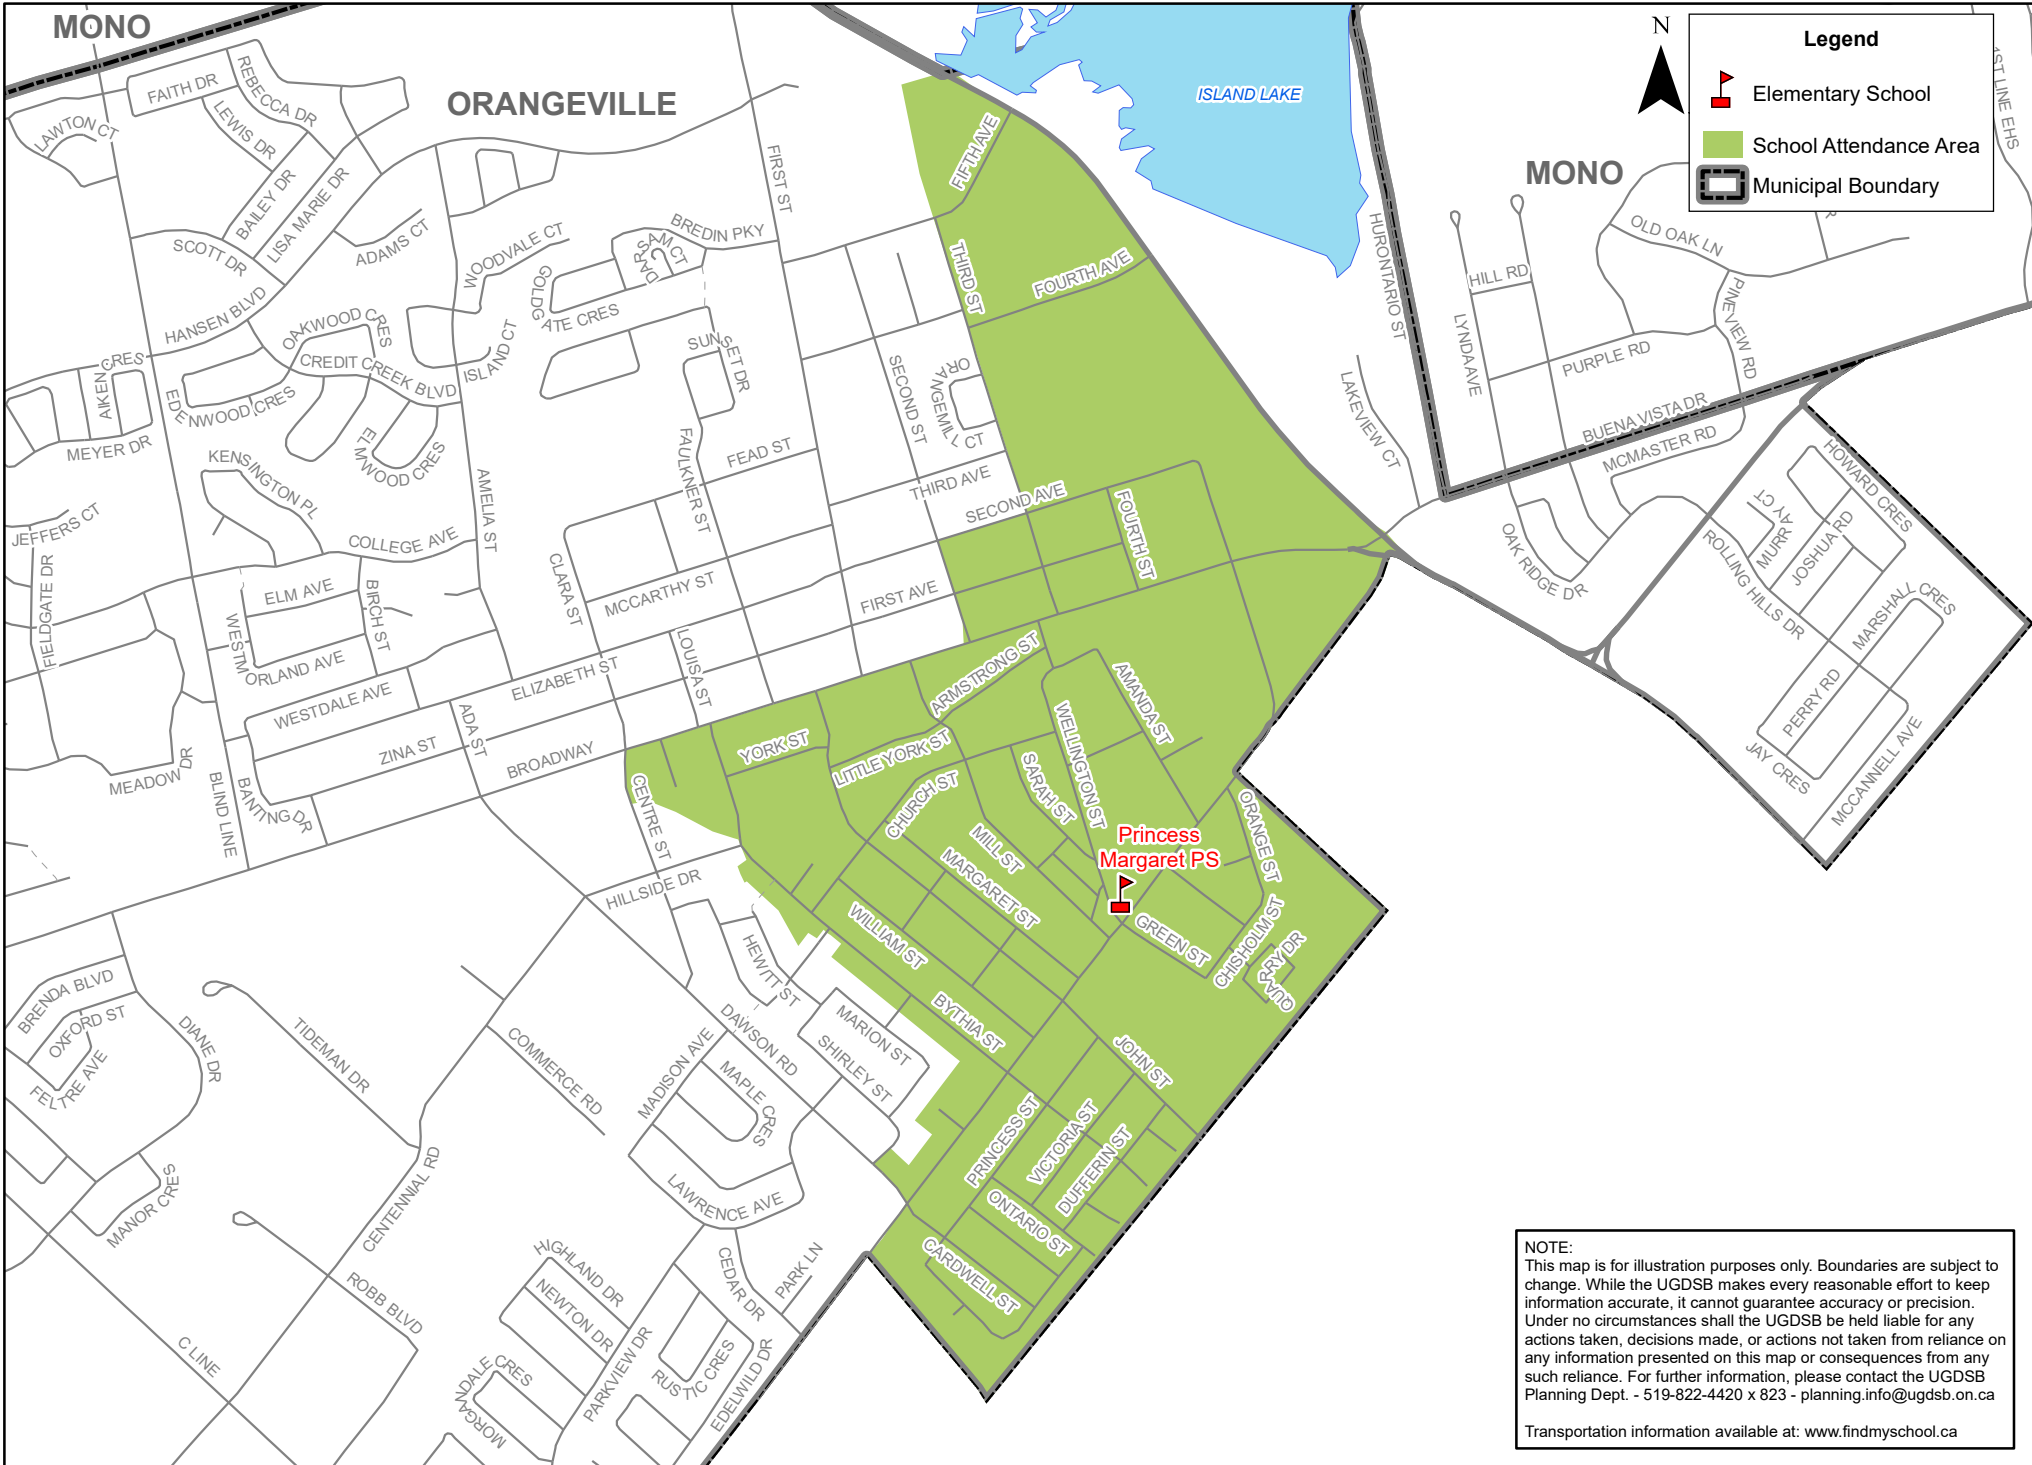 MONO
ORANGEVILLE
MONO
ISLAND LAKE
N
Legend
Elementary School
School Attendance Area
Municipal Boundary
1ST LINE EHS
FAITH DR
REBECCA DR
LEWIS DR
LAWTON CT
BAILEY DR
LISA MARIE DR
SCOTT DR
ADAMS CT
HANSEN BLVD
WOODVALE CT
GOLDGATE CRES
DARSAM CT
BREDIN PKY
FIRST ST
FIFTH AVE
THIRD ST
FOURTH AVE
HURONTARIO ST
HILL RD
OLD OAK LN
LYNDA AVE
PINEVIEW RD
PURPLE RD
BUENA VISTA DR
MCMASTER RD
LAKEVIEW CT
OAKWOOD CRES
CREDIT CREEK BLVD
ISLAND CT
AIKEN CRES
EDENWOOD CRES
ELMWOOD CRES
MEYER DR
KENSINGTON PL
SUNSET DR
SECOND ST
ORANGEMILL CT
FAULKNER ST
FEAD ST
THIRD AVE
SECOND AVE
FOURTH ST
AMELIA ST
JEFFERS CT
COLLEGE AVE
FIELDGATE DR
ELM AVE
BIRCH ST
CLARA ST
MCCARTHY ST
FIRST AVE
WESTMORLAND AVE
LOUISA ST
ELIZABETH ST
ARMSTRONG ST
AMANDA ST
WESTDALE AVE
ADA ST
ZINA ST
BROADWAY
YORK ST
LITTLE YORK ST
WELLINGTON ST
SARAH ST
MEADOW DR
BLIND LINE
BANTING DR
CENTRE ST
CHURCH ST
MILL ST
MARGARET ST
ORANGE ST
Princess
Margaret PS
HILLSIDE DR
WILLIAM ST
GREEN ST
CHISHOLM ST
QUARRY DR
HEWITT ST
BYTHIA ST
MARION ST
SHIRLEY ST
DAWSON RD
JOHN ST
BRENDA BLVD
OXFORD ST
FELTRE AVE
DIANE DR
TIDEMAN DR
COMMERCE RD
MADISON AVE
MAPLE CRES
PRINCESS ST
VICTORIA ST
DUFFERIN ST
ONTARIO ST
CARDWELL ST
MANOR CRES
CENTENNIAL RD
LAWRENCE AVE
CEDAR DR
PARK LN
HIGHLAND DR
NEWTON DR
ROBB BLVD
C LINE
MORGANDALE CRES
PARKVIEW DR
RUSTIC CRES
EDELWILD DR
OAK RIDGE DR
ROLLING HILLS DR
MURRAY CT
JOSHUA RD
HOWARD CRES
MARSHALL CRES
PERRY RD
JAY CRES
MCCANNELL AVE
NOTE:
This map is for illustration purposes only. Boundaries are subject to
change. While the UGDSB makes every reasonable effort to keep
information accurate, it cannot guarantee accuracy or precision.
Under no circumstances shall the UGDSB be held liable for any
actions taken, decisions made, or actions not taken from reliance on
any information presented on this map or consequences from any
such reliance. For further information, please contact the UGDSB
Planning Dept. - 519-822-4420 x 823 - planning.info@ugdsb.on.ca
Transportation information available at: www.findmyschool.ca